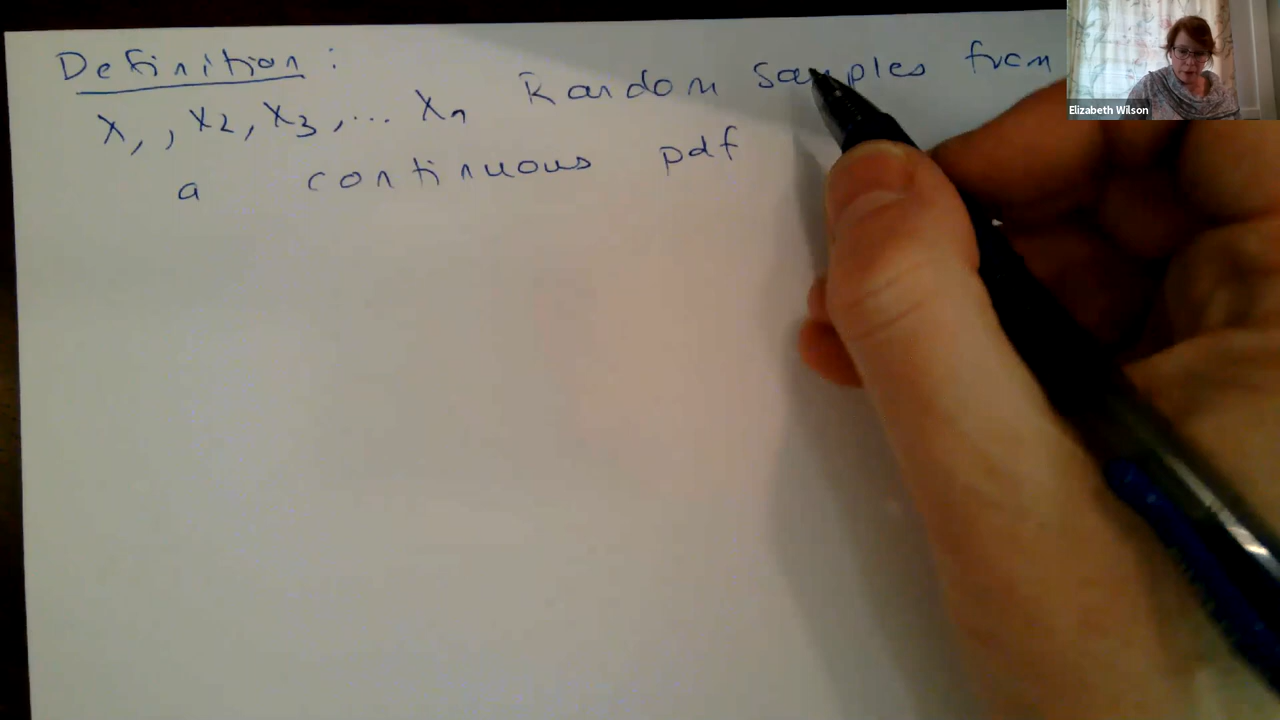 Definition :
X1, X2, X3, ... Xn Random Samples from
a continuous pdf
Elizabeth Wilson